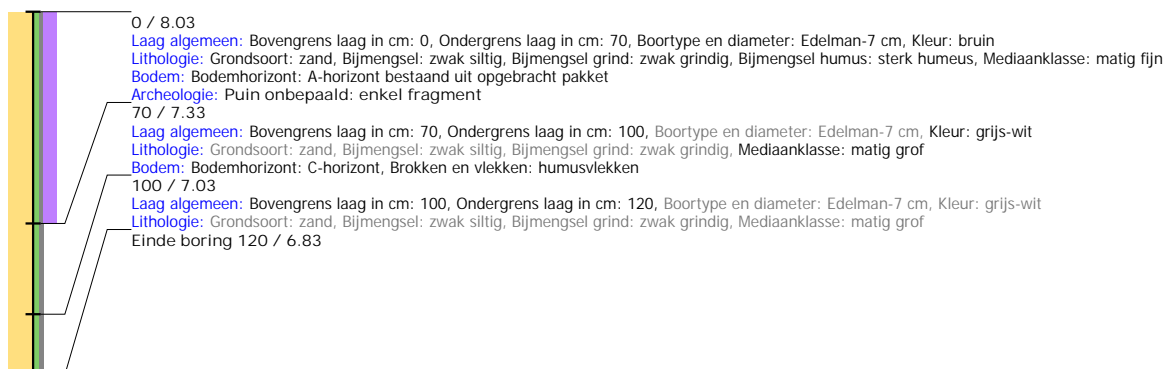 0 / 8.03
Laag algemeen: Bovengrens laag in cm: 0, Ondergrens laag in cm: 70, Boortype en diameter: Edelman-7 cm, Kleur: bruin
Lithologie: Grondsoort: zand, Bijmengsel: zwak siltig, Bijmengsel grind: zwak grindig, Bijmengsel humus: sterk humeus, Mediaanklasse: matig fijn
Bodem: Bodemhorizont: A-horizont bestaand uit opgebracht pakket
Archeologie: Puin onbepaald: enkel fragment
70 / 7.33
Laag algemeen: Bovengrens laag in cm: 70, Ondergrens laag in cm: 100, Boortype en diameter: Edelman-7 cm, Kleur: grijs-wit
Lithologie: Grondsoort: zand, Bijmengsel: zwak siltig, Bijmengsel grind: zwak grindig, Mediaanklasse: matig grof
Bodem: Bodemhorizont: C-horizont, Brokken en vlekken: humusvlekken
100 / 7.03
Laag algemeen: Bovengrens laag in cm: 100, Ondergrens laag in cm: 120, Boortype en diameter: Edelman-7 cm, Kleur: grijs-wit
Lithologie: Grondsoort: zand, Bijmengsel: zwak siltig, Bijmengsel grind: zwak grindig, Mediaanklasse: matig grof
Einde boring 120 / 6.83